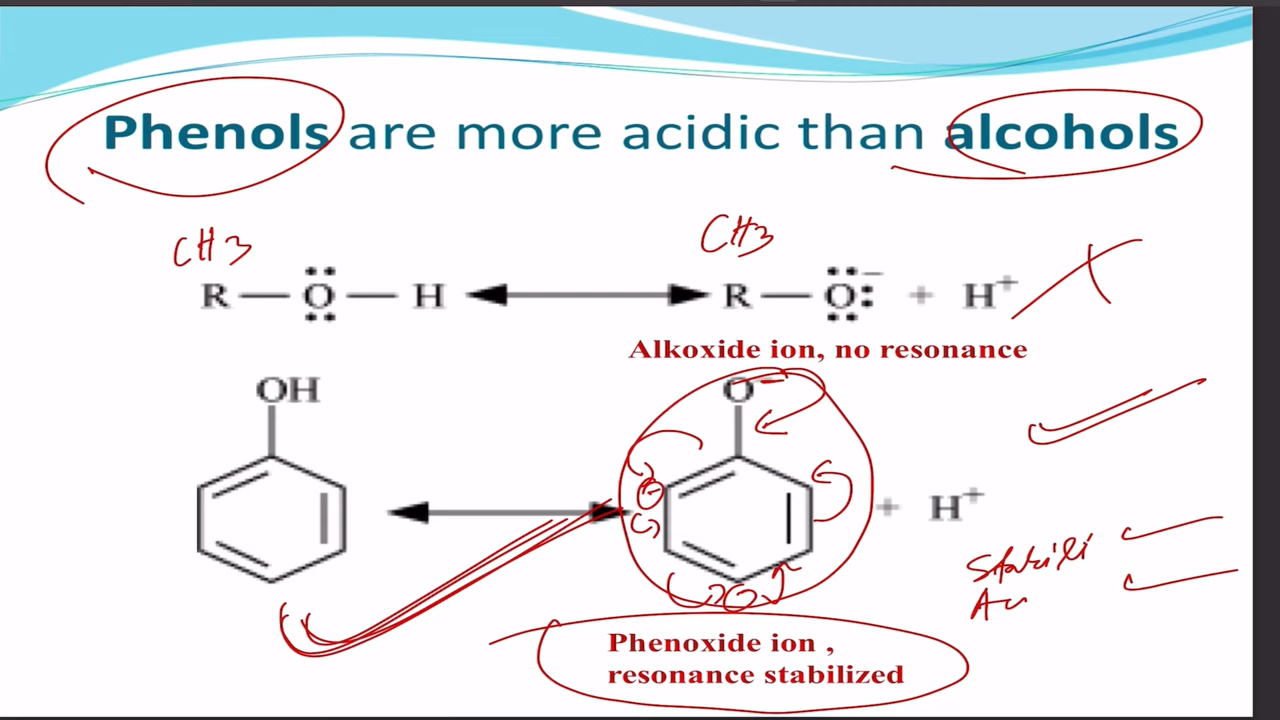 Phenols are more acidic than alcohols
CH3 CH3
R — Ö — H R — O:⁻ + H⁺
Alkoxide ion, no resonance
OH O⁻
+ H⁺
Phenoxide ion ,
resonance stabilized